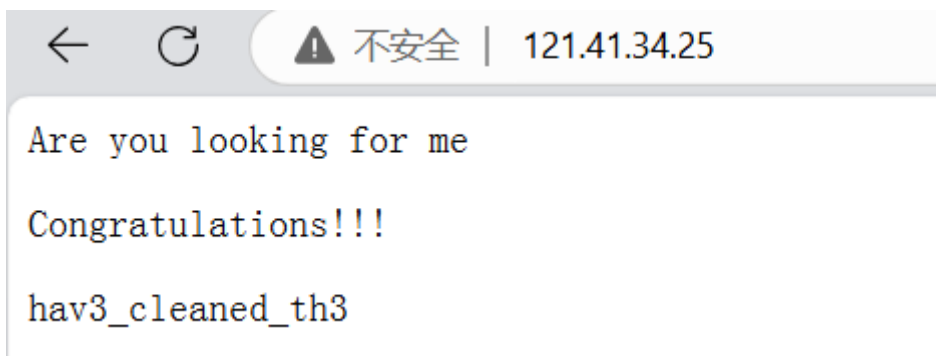 不安全 | 121.41.34.25
Are you looking for me
Congratulations!!!
hav3_cleaned_th3